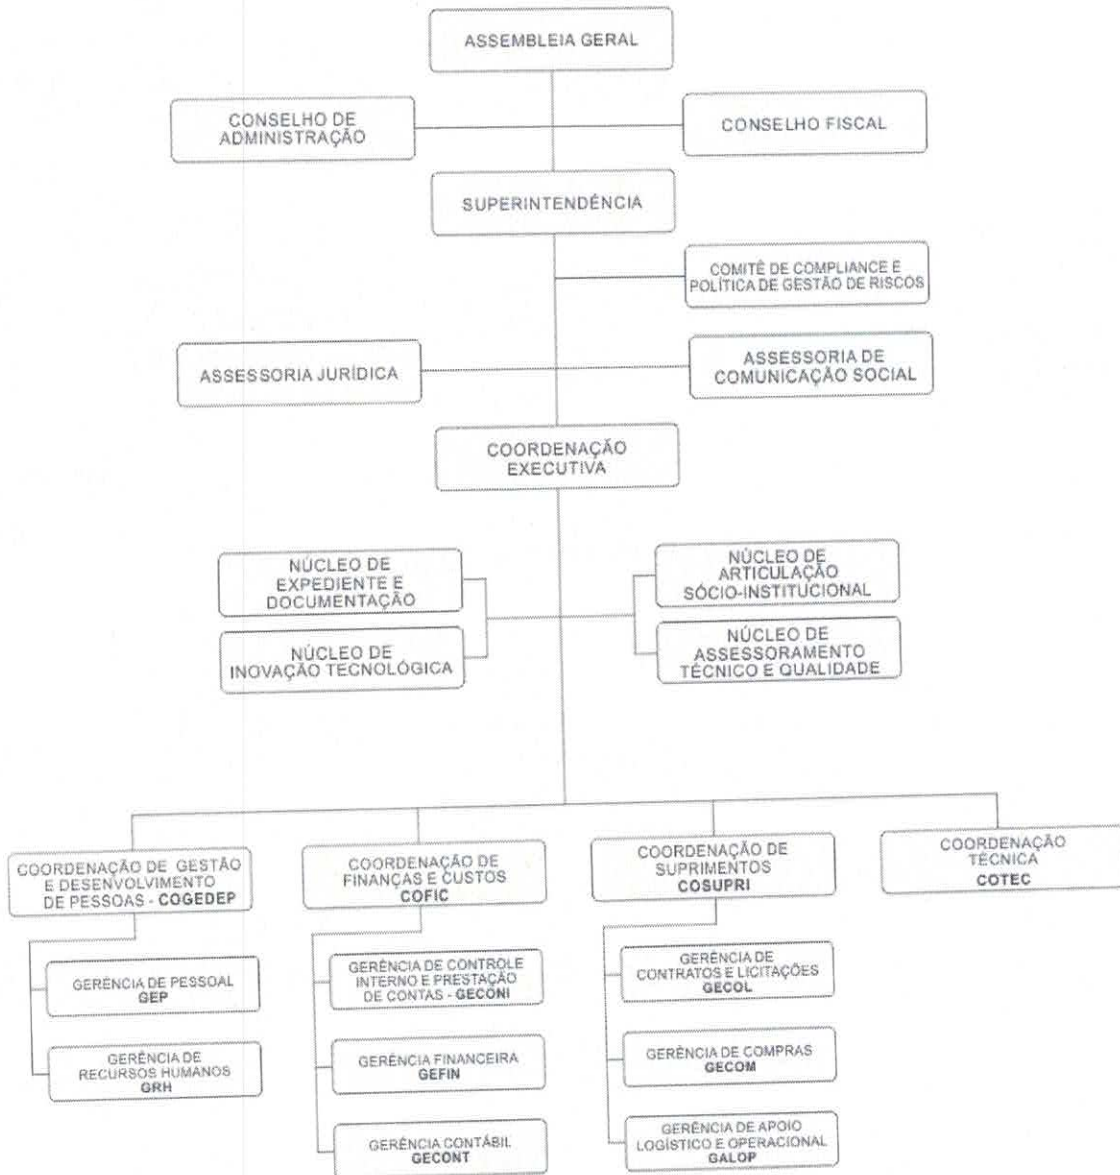 ASSEMBLEIA GERAL
CONSELHO DE
ADMINISTRAÇÃO
CONSELHO FISCAL
SUPERINTENDÊNCIA
COMITÊ DE COMPLIANCE E
POLÍTICA DE GESTÃO DE RISCOS
ASSESSORIA JURÍDICA
ASSESSORIA DE
COMUNICAÇÃO SOCIAL
COORDENAÇÃO
EXECUTIVA
NÚCLEO DE
EXPEDIENTE E
DOCUMENTAÇÃO
NÚCLEO DE
ARTICULAÇÃO
SÓCIO-INSTITUCIONAL
NÚCLEO DE
INOVAÇÃO TECNOLÓGICA
NÚCLEO DE
ASSESSORAMENTO
TÉCNICO E QUALIDADE
COORDENAÇÃO DE GESTÃO
E DESENVOLVIMENTO
DE PESSOAS - COGEDEP
COORDENAÇÃO DE
FINANÇAS E CUSTOS
COFIC
COORDENAÇÃO DE
SUPRIMENTOS
COSUPRI
COORDENAÇÃO
TÉCNICA
COTEC
GERÊNCIA DE PESSOAL
GEP
GERÊNCIA DE CONTROLE
INTERNO E PRESTAÇÃO
DE CONTAS - GECONI
GERÊNCIA DE
CONTRATOS E LICITAÇÕES
GECOL
GERÊNCIA DE
RECURSOS HUMANOS
GRH
GERÊNCIA FINANCEIRA
GEFIN
GERÊNCIA DE COMPRAS
GECOM
GERÊNCIA CONTÁBIL
GECONT
GERÊNCIA DE APOIO
LOGÍSTICO E OPERACIONAL
GALOP